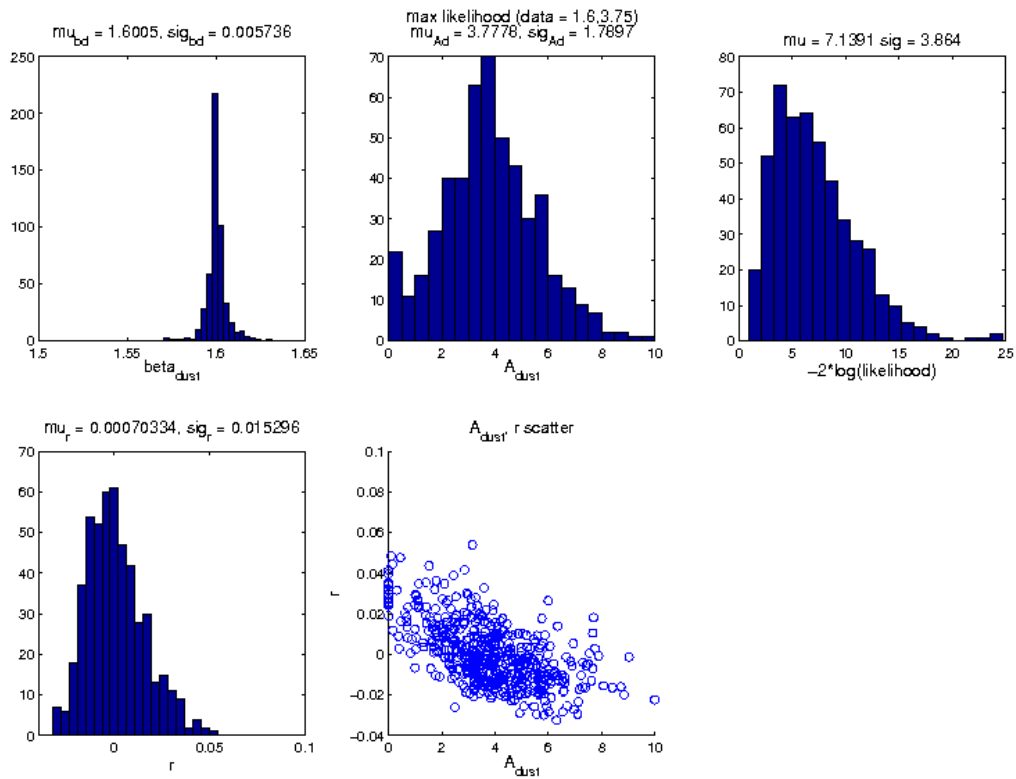 mu_bd = 1.6005, sig_bd = 0.005736
250
200
150
100
50
0
1.5 1.55 1.6 1.65
beta_dust
max likelihood (data = 1.6,3.75)
mu_Ad = 3.7778, sig_Ad = 1.7897
70
60
50
40
30
20
10
0
0 2 4 6 8 10
A_dust
mu = 7.1391 sig = 3.864
80
70
60
50
40
30
20
10
0
0 5 10 15 20 25
−2*log(likelihood)
mu_r = 0.00070334, sig_r = 0.015296
70
60
50
40
30
20
10
0
0 0.05 0.1
r
A_dust, r scatter
0.1
0.08
0.06
0.04
0.02
0
−0.02
−0.04
r
0 2 4 6 8 10
A_dust